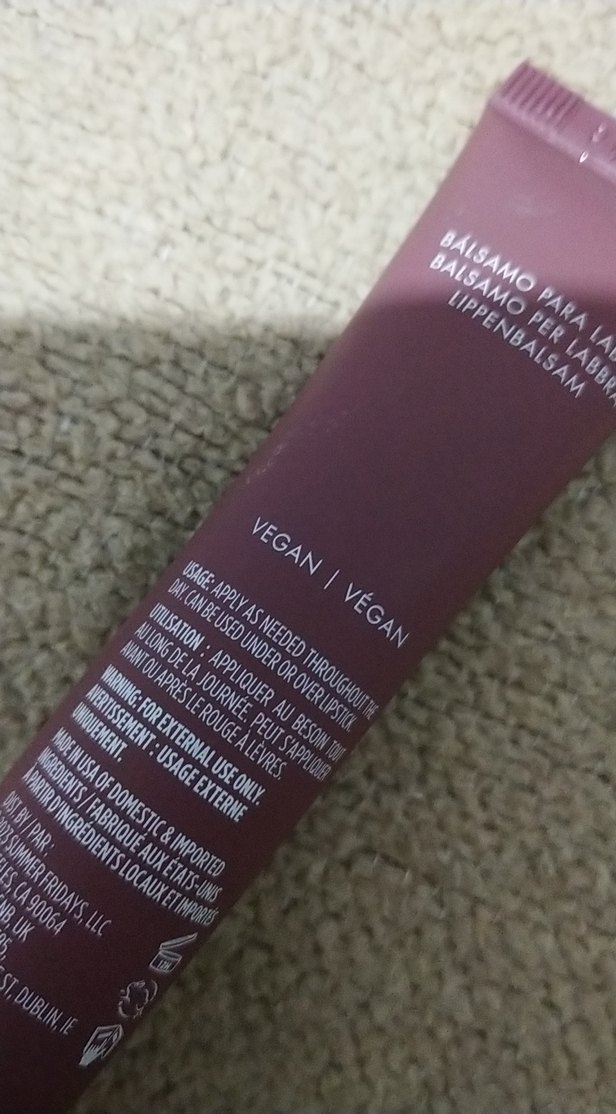 BÁLSAMO PARA
BALSAMO PER LABBRA
LIPPENBALSAM
VEGAN | VÉGAN
USAGE: APPLY AS NEEDED THROUGHOUT THE
DAY. CAN BE USED UNDER OR OVER LIPSTICK.
UTILISATION : APPLIQUER AU BESOIN TOUT
AU LONG DE LA JOURNÉE. PEUT S'APPLIQUER
AVANT OU APRÈS LE ROUGE À LÈVRES.
WARNING: FOR EXTERNAL USE ONLY.
AVERTISSEMENT : USAGE EXTERNE
UNIQUEMENT.
MADE IN USA OF DOMESTIC & IMPORTED
INGREDIENTS / FABRIQUÉ AUX ÉTATS-UNIS
À PARTIR D'INGRÉDIENTS LOCAUX ET IMPORTÉS
BY / PAR :
SUMMER FRIDAYS, LLC
CA 90064
UK
ST, DUBLIN, IE
12M